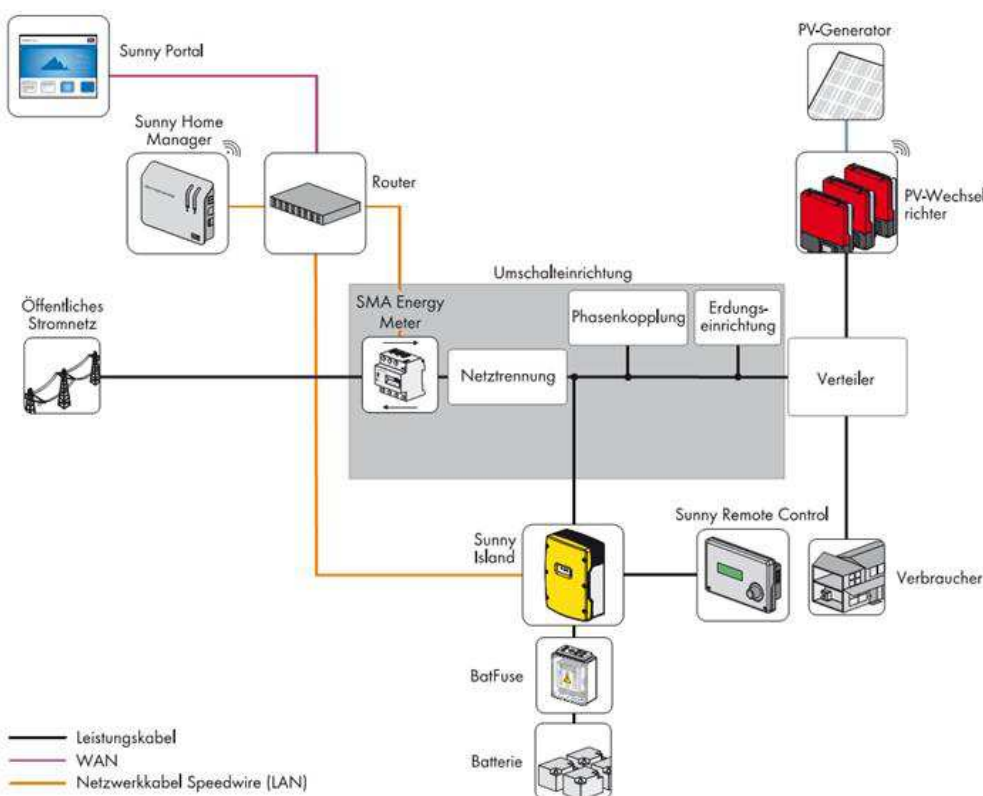 Sunny Portal
PV-Generator
Sunny Home
Manager
Router
PV-Wechsel
richter
Umschalteinrichtung
Öffentliches
Stromnetz
SMA Energy
Meter
Phasenkopplung
Erdungs-
einrichtung
Netztrennung
Verteiler
Sunny
Island
Sunny Remote Control
Verbraucher
BatFuse
Batterie
Leistungskabel
WAN
Netzwerkkabel Speedwire (LAN)